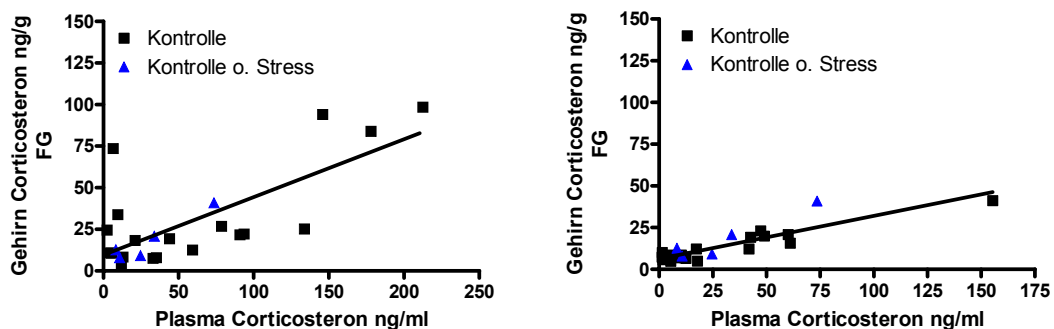 150
125
100
75
50
25
0
0 50 100 150 200 250
Gehirn Corticosteron ng/g
FG
Plasma Corticosteron ng/ml
Kontrolle
Kontrolle o. Stress
150
125
100
75
50
25
0
0 25 50 75 100 125 150 175
Gehirn Corticosteron ng/g
FG
Plasma Corticosteron ng/ml
Kontrolle
Kontrolle o. Stress